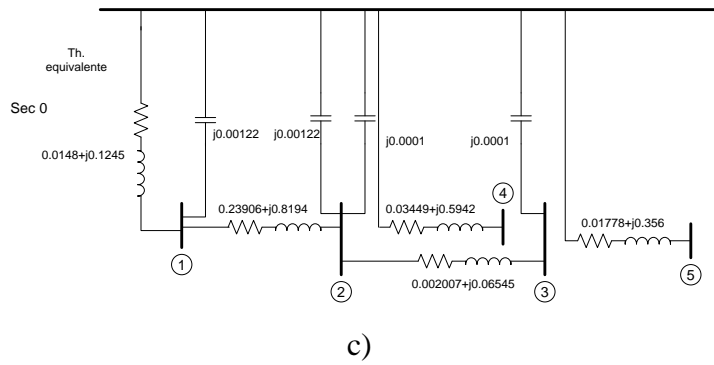 Th.
equivalente
Sec 0
j0.00122
j0.00122
j0.0001
j0.0001
0.0148+j0.1245
0.23906+j0.8194
0.03449+j0.5942
4
0.01778+j0.356
1
2
0.002007+j0.06545
3
5
c)